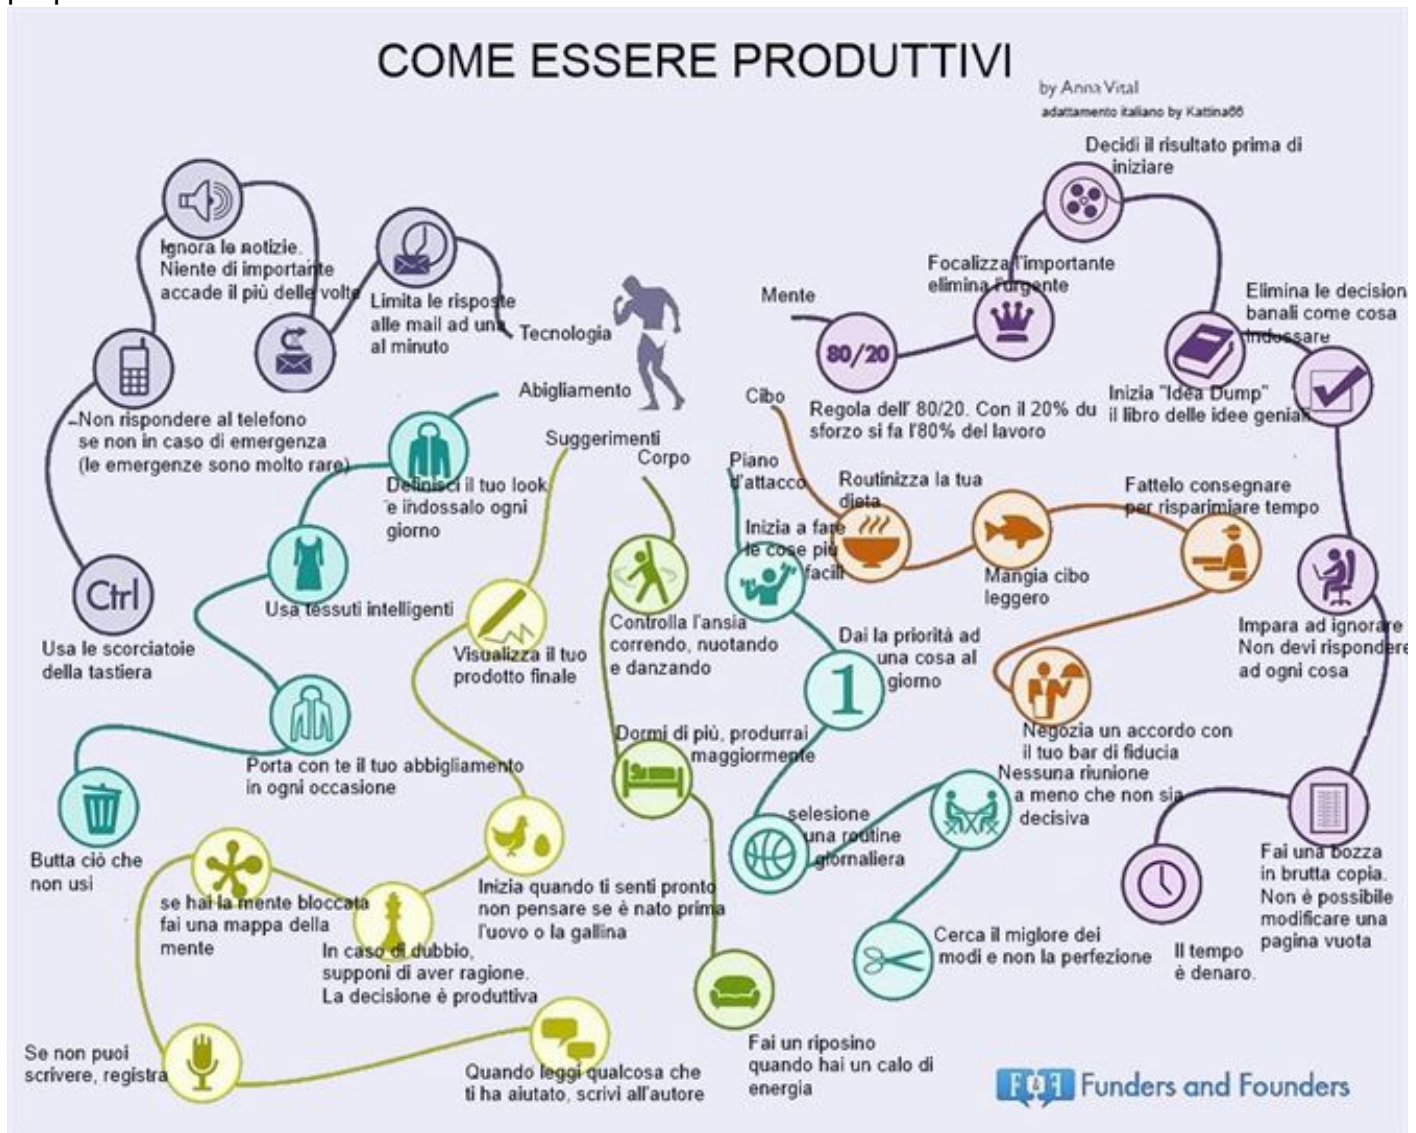 COME ESSERE PRODUTTIVI
by Anna Vital
adattamento italiano by Kattina66
Ignora le notizie.
Niente di importante
accade il più delle volte
Limita le risposte
alle mail ad una
al minuto
Tecnologia
Non rispondere al telefono
se non in caso di emergenza
(le emergenze sono molto rare)
Ctrl
Usa le scorciatoie
della tastiera
Abigliamento
Definisci il tuo look
e indossalo ogni
giorno
Usa tessuti intelligenti
Porta con te il tuo abbigliamento
in ogni occasione
Butta ciò che
non usi
Suggerimenti
Visualizza il tuo
prodotto finale
Inizia quando ti senti pronto
non pensare se è nato prima
l'uovo o la gallina
In caso di dubbio,
supponi di aver ragione.
La decisione è produttiva
se hai la mente bloccata
fai una mappa della
mente
Se non puoi
scrivere, registra
Quando leggi qualcosa che
ti ha aiutato, scrivi all'autore
Corpo
Controlla l'ansia
correndo, nuotando
e danzando
Dormi di più, produrrai
maggiormente
Fai un riposino
quando hai un calo di
energia
Piano
d'attacco
Inizia a fare
le cose più
facili
Dai la priorità ad
una cosa al
giorno
1
selesione
una routine
giornaliera
Nessuna riunione
a meno che non sia
decisiva
Cerca il miglore dei
modi e non la perfezione
Cibo
Routinizza la tua
dieta
Mangia cibo
leggero
Fattelo consegnare
per risparimiare tempo
Negozia un accordo con
il tuo bar di fiducia
Mente
80/20
Regola dell' 80/20. Con il 20% du
sforzo si fa l'80% del lavoro
Focalizza l'importante
elimina l'urgente
Decidi il risultato prima di
iniziare
Inizia "Idea Dump"
il libro delle idee geniali
Elimina le decision
banali come cosa
indossare
Impara ad ignorare
Non devi rispondere
ad ogni cosa
Fai una bozza
in brutta copia.
Non è possibile
modificare una
pagina vuota
Il tempo
è denaro.
F&F Funders and Founders